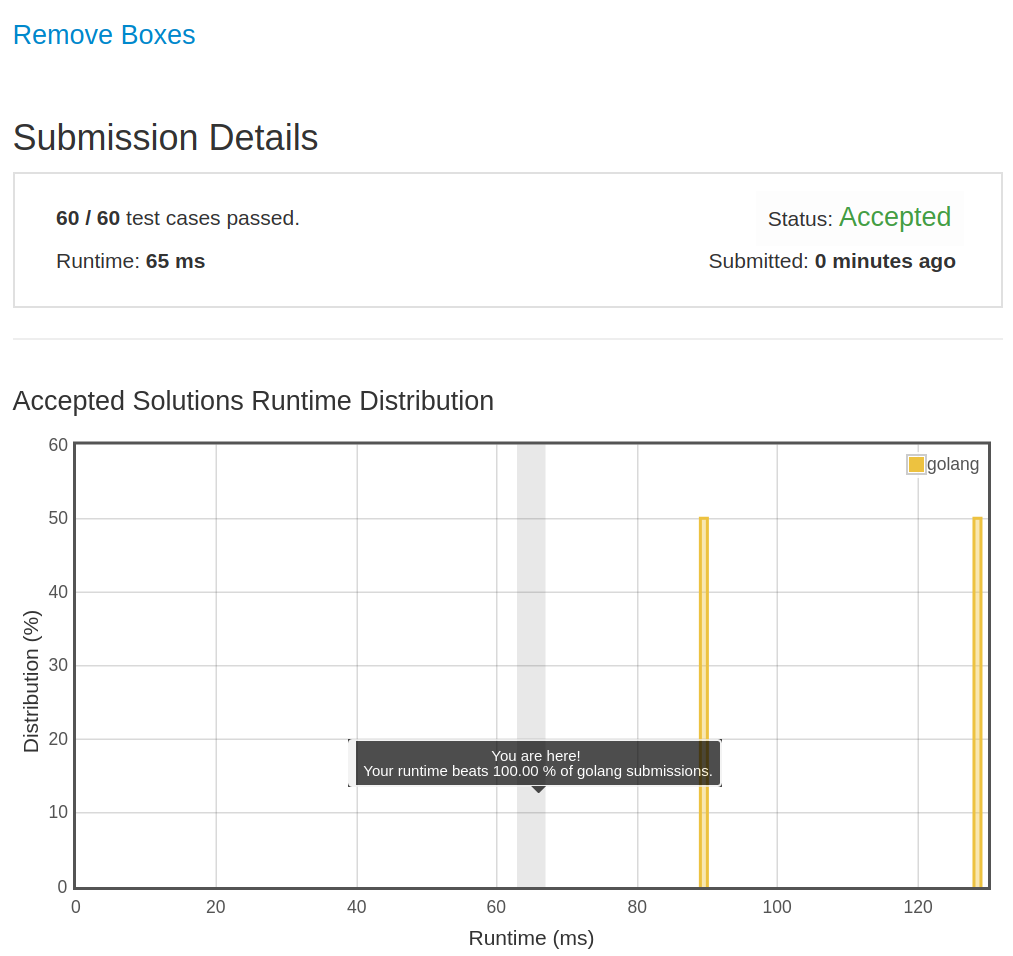 Remove Boxes
Submission Details
60 / 60 test cases passed.
Status: Accepted
Runtime: 65 ms
Submitted: 0 minutes ago
Accepted Solutions Runtime Distribution
60
golang
50
40
30
20
10
0
Distribution (%)
You are here!
Your runtime beats 100.00 % of golang submissions.
0 20 40 60 80 100 120
Runtime (ms)